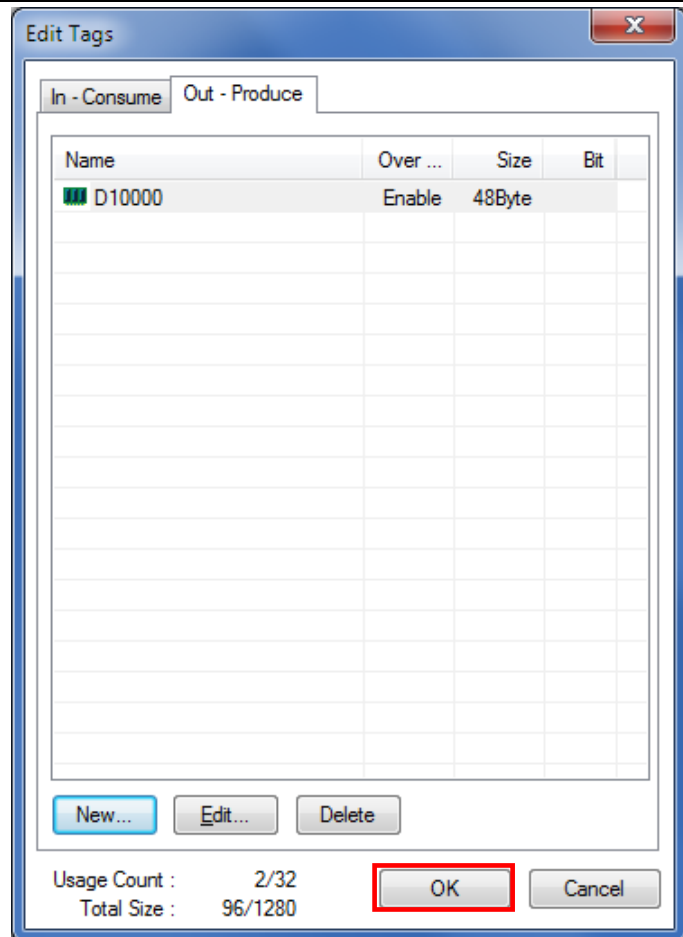 Edit Tags
In - Consume Out - Produce
Name Over ... Size Bit
D10000 Enable 48Byte
New... Edit... Delete
Usage Count : 2/32
Total Size : 96/1280
OK Cancel